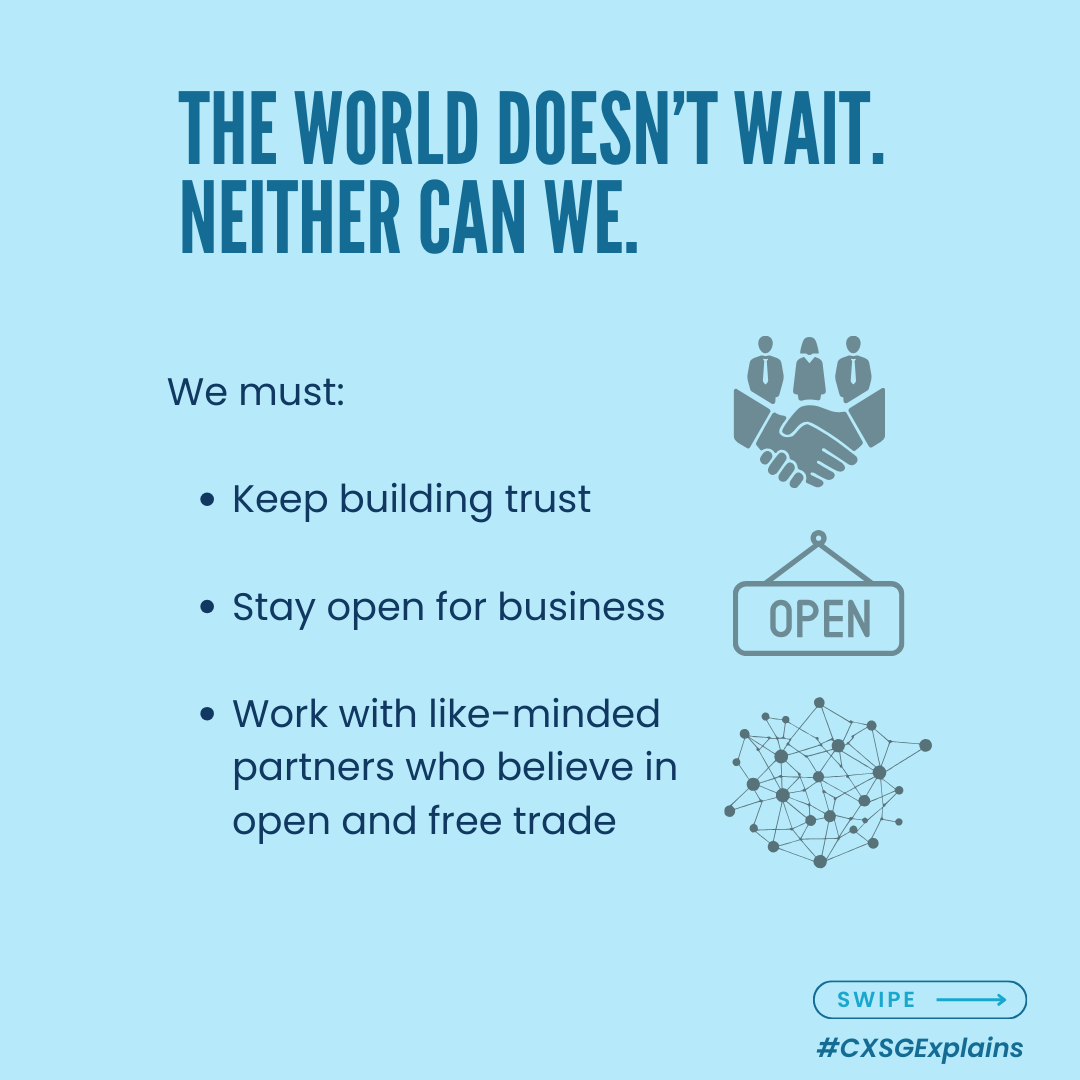 THE WORLD DOESN’T WAIT.
NEITHER CAN WE.
We must:
• Keep building trust
• Stay open for business
• Work with like-minded
partners who believe in
open and free trade
OPEN
SWIPE
#CXSGExplains